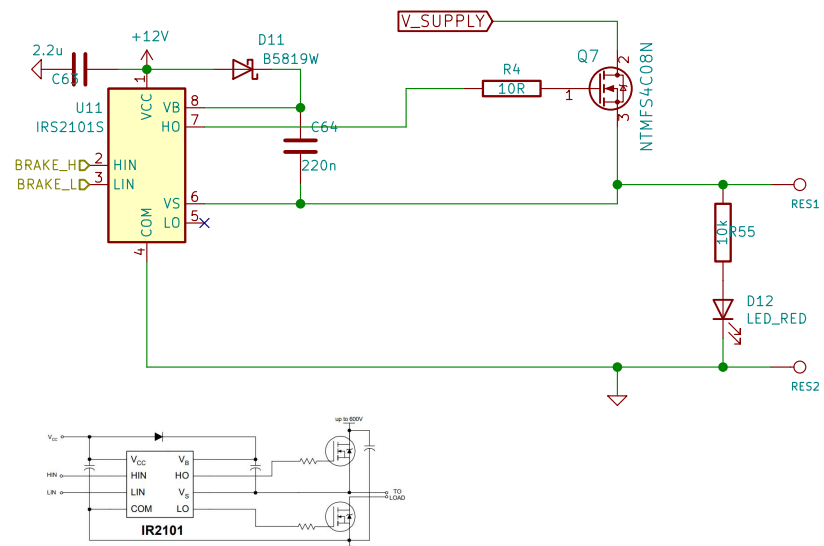 V_SUPPLY
+12V
2.2u
C63
D11
B5819W
Q7
2
NTMFS4C08N
R4
10R
1
3
1
VCC
U11
IRS2101S
VB
8
HO
7
C64
220n
BRAKE_H
2
HIN
BRAKE_L
3
LIN
VS
6
LO
5
COM
4
RES1
10k
R55
D12
LED_RED
RES2
up to 600V
VCC
VCC
VB
HIN
HIN
HO
LIN
LIN
VS
TO
LOAD
COM
LO
IR2101